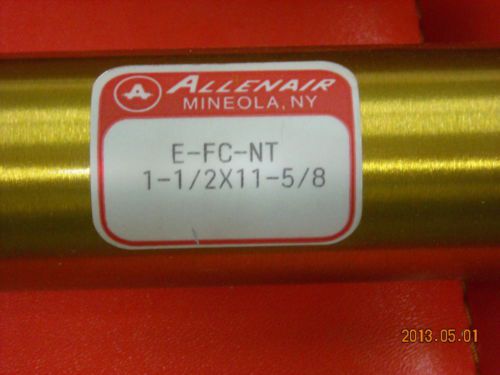 A ALLENAIR
MINEOLA, NY
E-FC-NT
1-1/2X11-5/8
2013.05.01